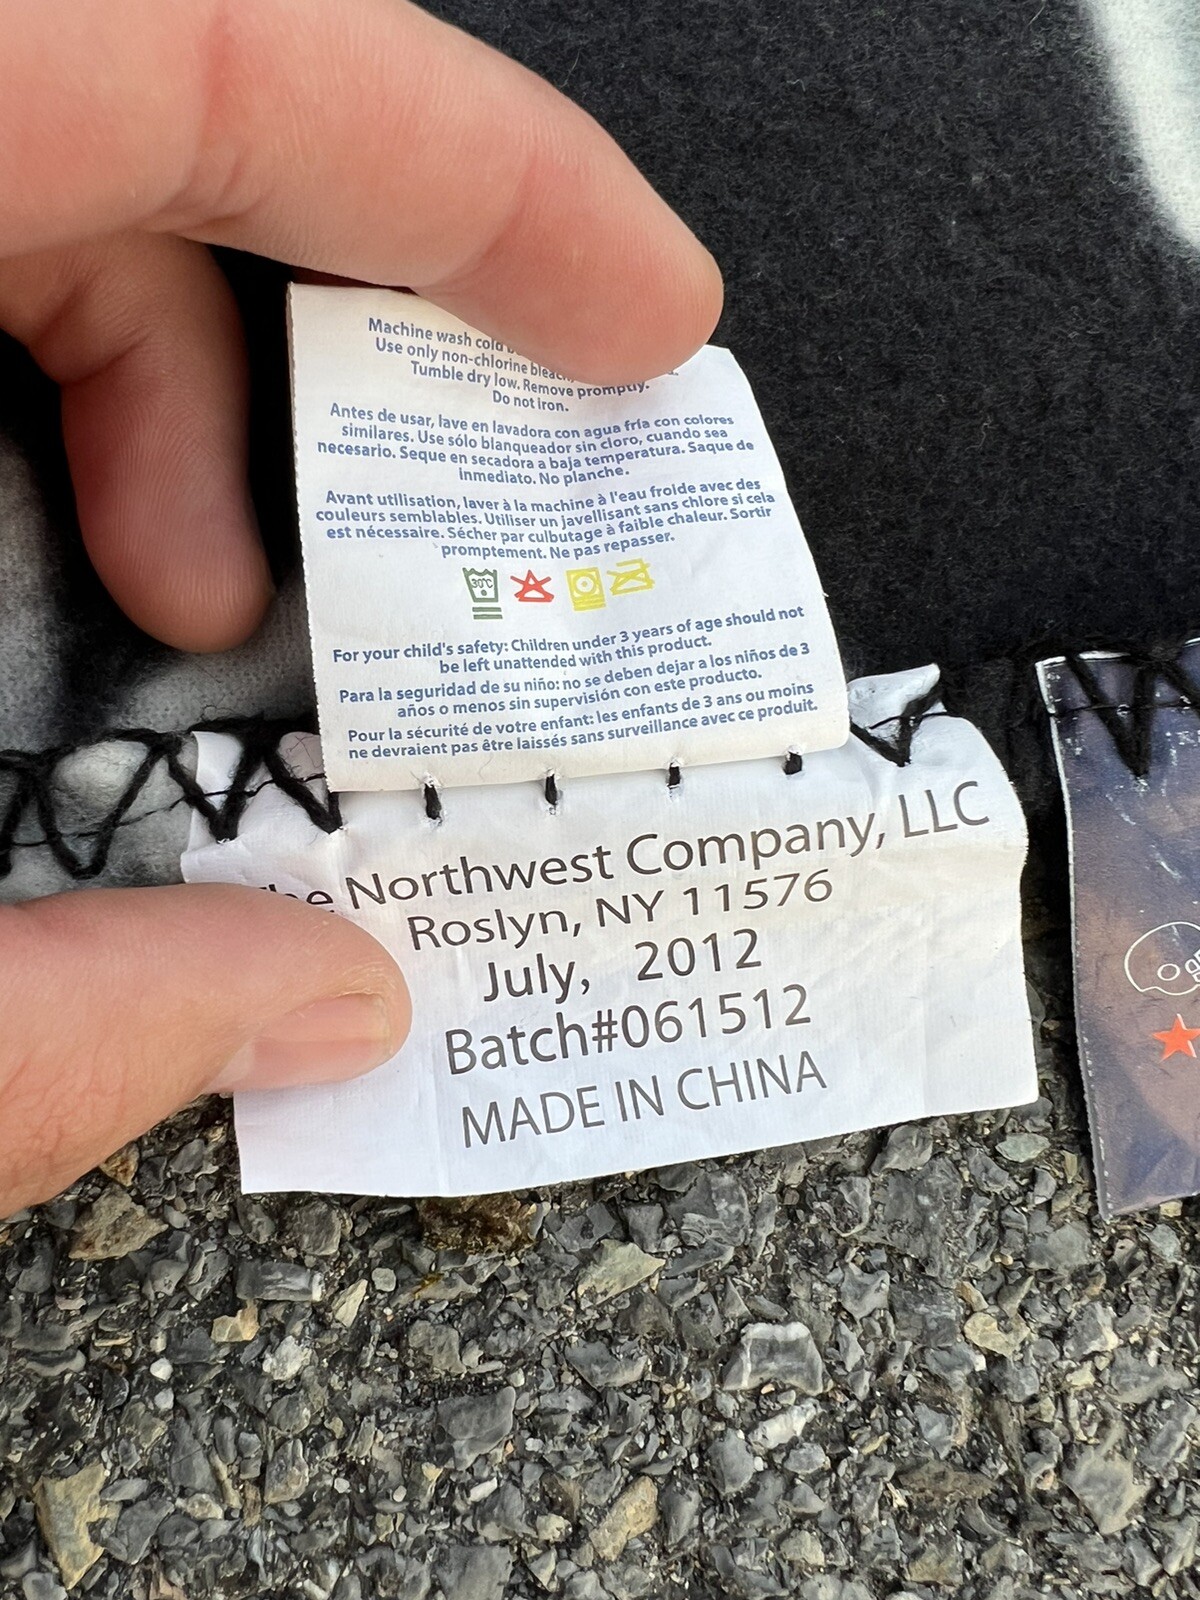 Machine wash cold
Use only non-chlorine bleach,
Tumble dry low. Remove promptly.
Do not iron.
Antes de usar, lave en lavadora con agua fría con colores
similares. Use sólo blanqueador sin cloro, cuando sea
necesario. Seque en secadora a baja temperatura. Saque de
inmediato. No planche.
Avant utilisation, laver à la machine à l'eau froide avec des
couleurs semblables. Utiliser un javellisant sans chlore si cela
est nécessaire. Sécher par culbutage à faible chaleur. Sortir
promptement. Ne pas repasser.
30°C
For your child's safety: Children under 3 years of age should not
be left unattended with this product.
Para la seguridad de su niño: no se deben dejar a los niños de 3
años o menos sin supervisión con este producto.
Pour la sécurité de votre enfant: les enfants de 3 ans ou moins
ne devraient pas être laissés sans surveillance avec ce produit.
The Northwest Company, LLC
Roslyn, NY 11576
July, 2012
Batch#061512
MADE IN CHINA